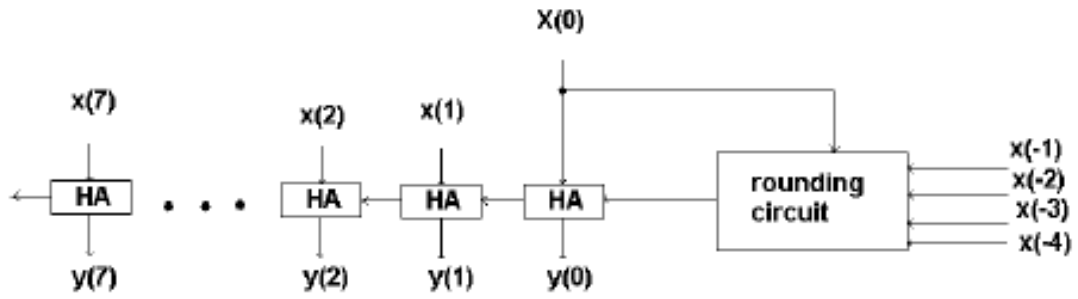 X(0)
x(7)
x(2)
x(1)
HA
HA
HA
HA
rounding
circuit
x(-1)
x(-2)
x(-3)
x(-4)
y(7)
y(2)
y(1)
y(0)